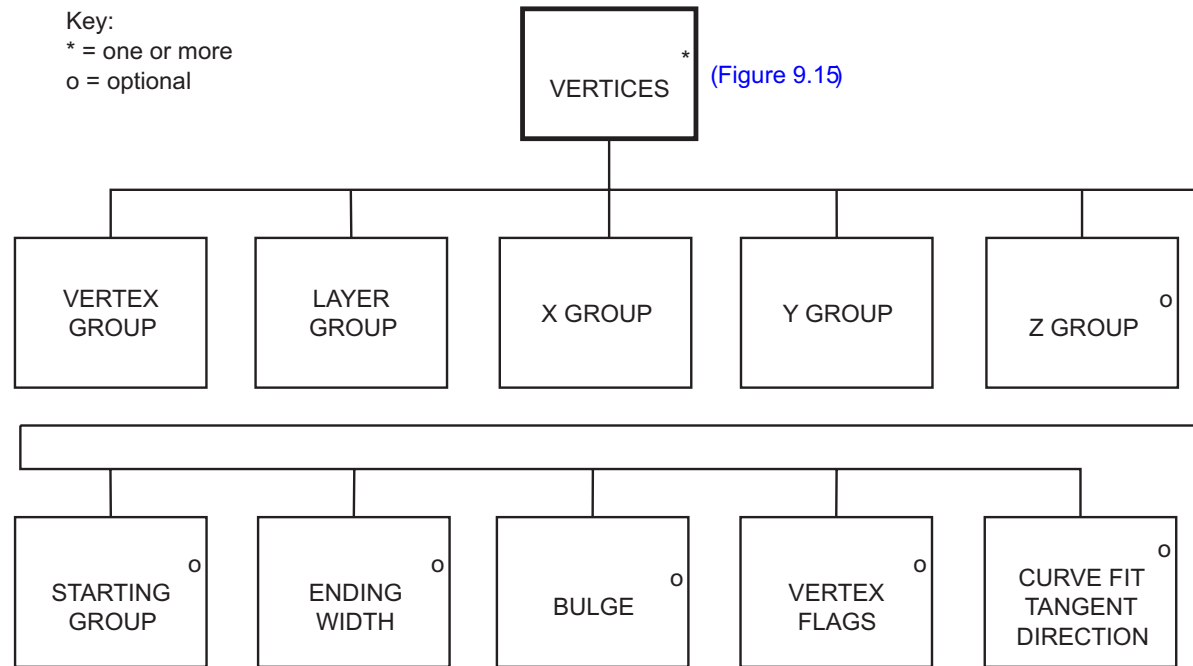 Key:
* = one or more
o = optional
*
VERTICES
(Figure 9.15)
VERTEX
GROUP
LAYER
GROUP
X GROUP
Y GROUP
o
Z GROUP
o
STARTING
GROUP
o
ENDING
WIDTH
o
BULGE
o
VERTEX
FLAGS
o
CURVE FIT
TANGENT
DIRECTION